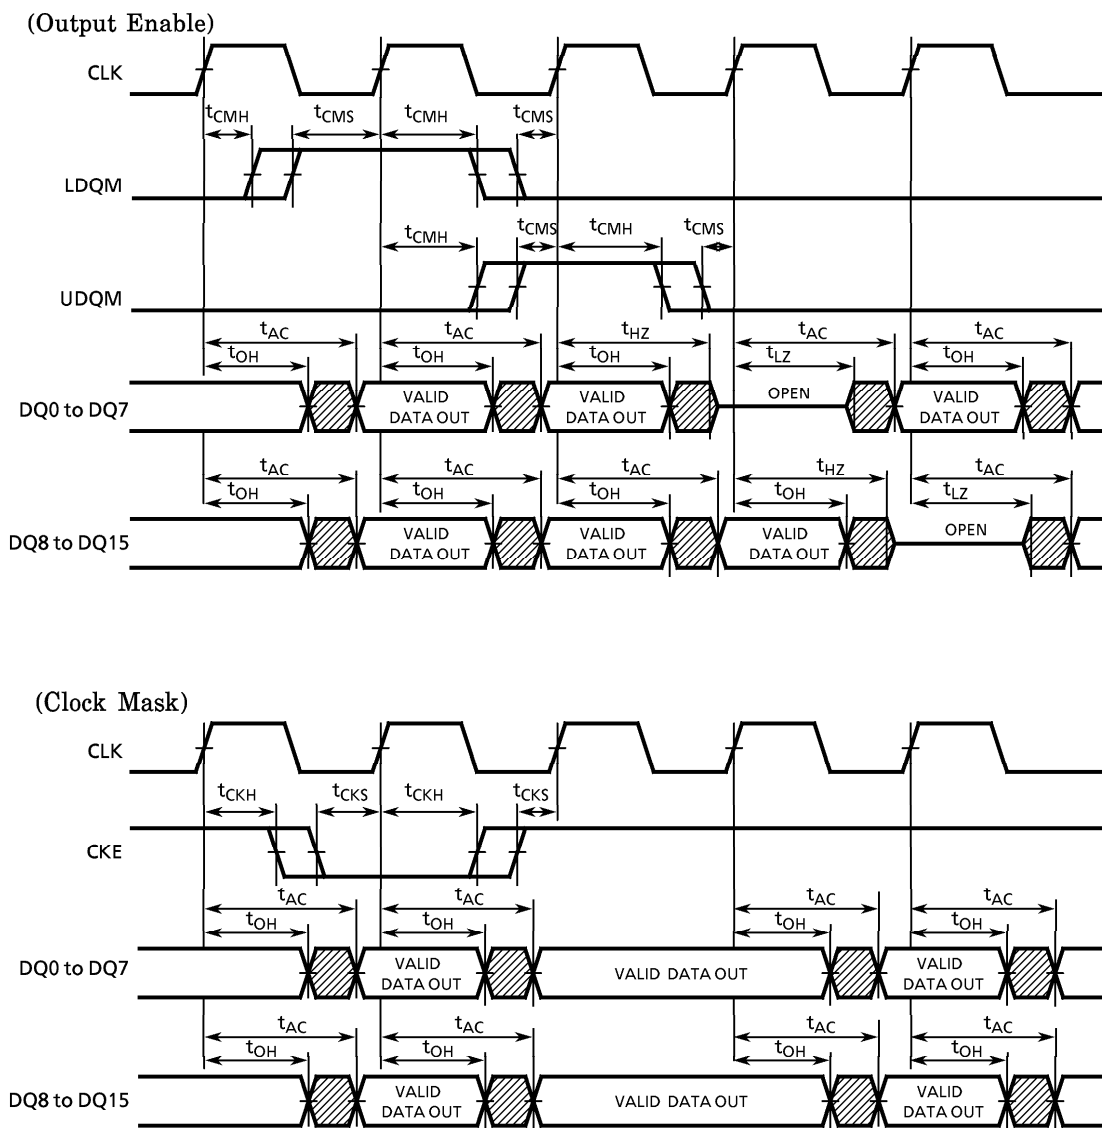 (Output Enable)
CLK
tCMH tCMS tCMH tCMS
LDQM
tCMH tCMS tCMH tCMS
UDQM
tAC tAC tHZ tAC tAC
tOH tOH tOH tLZ tOH
DQ0 to DQ7
VALID DATA OUT
VALID DATA OUT
OPEN
VALID DATA OUT
tAC tAC tAC tHZ tAC
tOH tOH tOH tOH tLZ
DQ8 to DQ15
VALID DATA OUT
VALID DATA OUT
VALID DATA OUT
OPEN
(Clock Mask)
CLK
tCKH tCKS tCKH tCKS
CKE
tAC tAC tAC tAC
tOH tOH tOH tOH
DQ0 to DQ7
VALID DATA OUT
VALID DATA OUT
VALID DATA OUT
tAC tAC tAC tAC
tOH tOH tOH tOH
DQ8 to DQ15
VALID DATA OUT
VALID DATA OUT
VALID DATA OUT